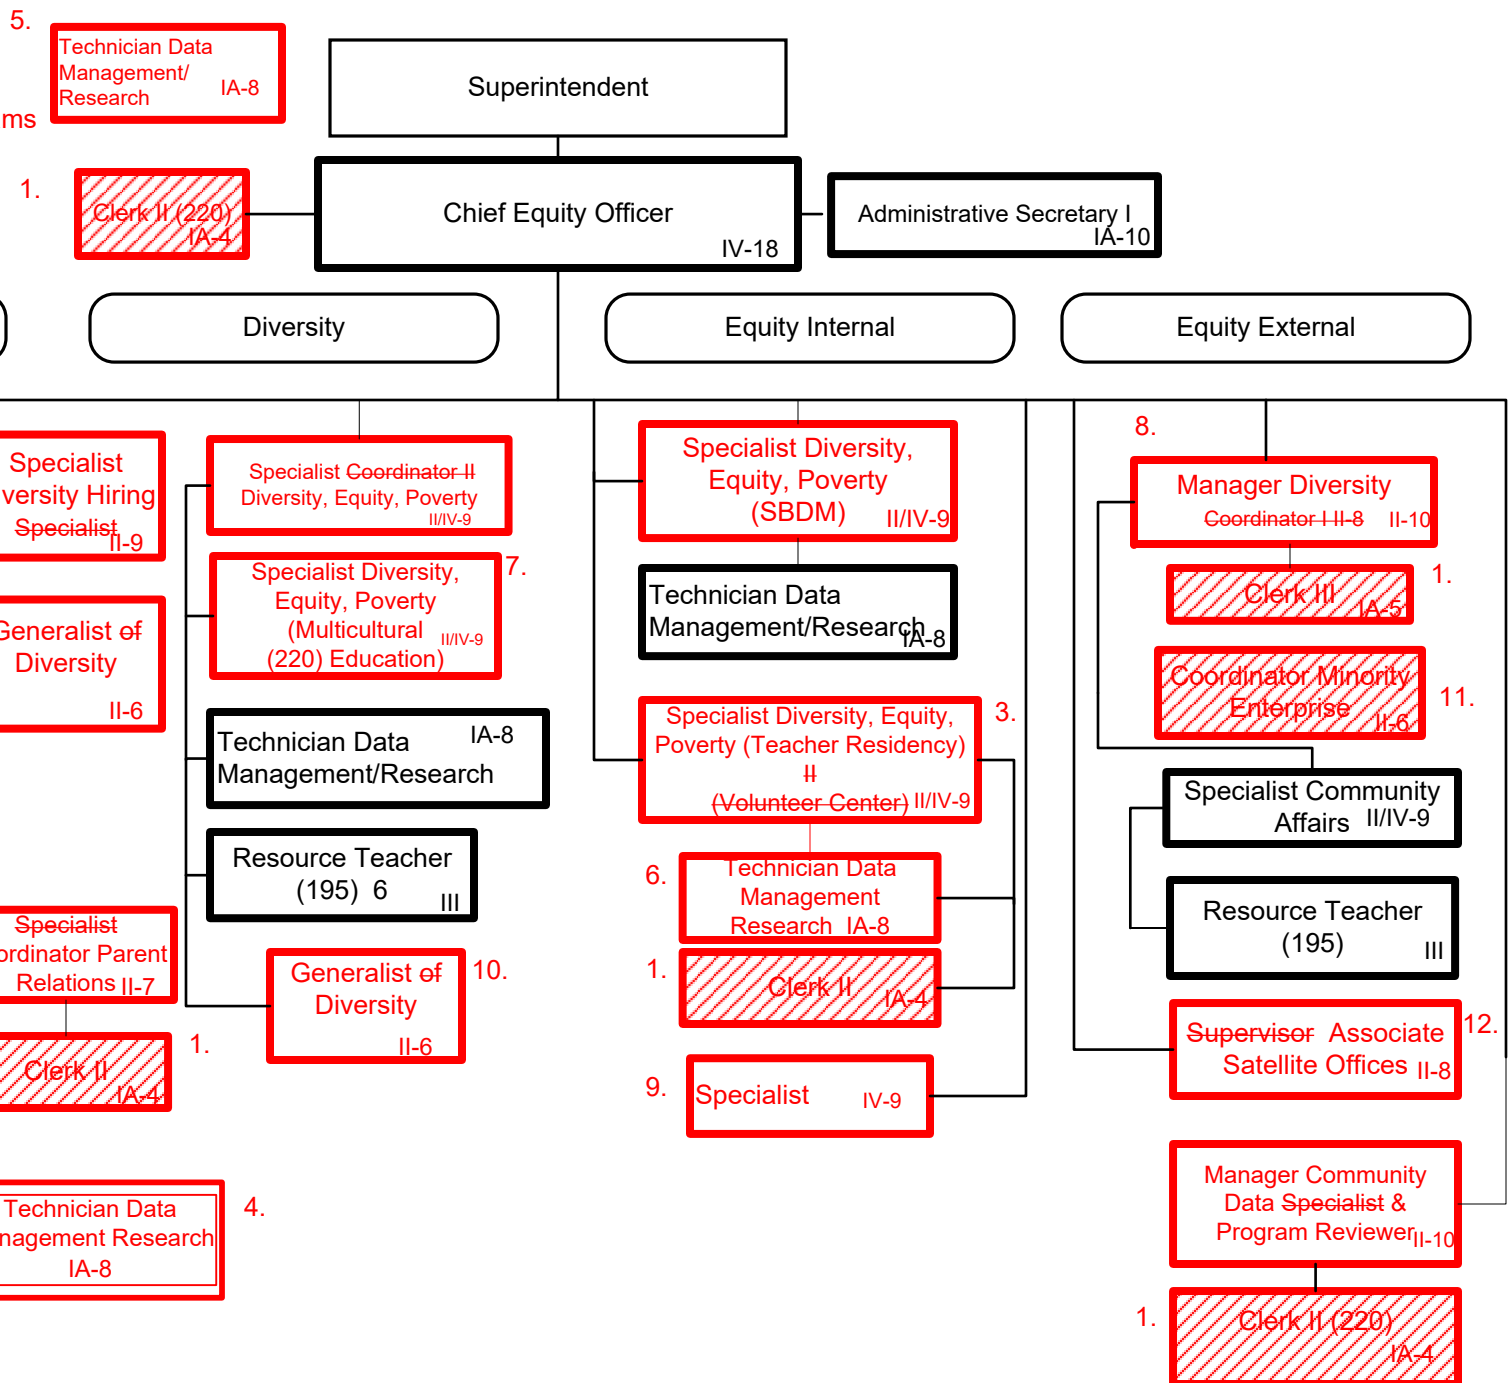 5.
Technician Data
Management/
Research IA-8
ms
Superintendent
1.
Clerk II (220)
IA-4
Chief Equity Officer
IV-18
Administrative Secretary I
IA-10
Diversity
Equity Internal
Equity External
Specialist
versity Hiring
Specialist
II-9
Generalist of
Diversity
II-6
Specialist
ordinator Parent
Relations II-7
1.
Clerk II
IA-4
4.
Technician Data
nagement Research
IA-8
Specialist Coordinator II
Diversity, Equity, Poverty
II/IV-9
7.
Specialist Diversity,
Equity, Poverty
(Multicultural II/IV-9
(220) Education)
Technician Data IA-8
Management/Research
Resource Teacher
(195) 6 III
10.
Generalist of
Diversity
II-6
Specialist Diversity,
Equity, Poverty
(SBDM) II/IV-9
Technician Data
Management/Research
IA-8
3.
Specialist Diversity, Equity,
Poverty (Teacher Residency)
II
(Volunteer Center) II/IV-9
6.
Technician Data
Management
Research IA-8
1.
Clerk II IA-4
9.
Specialist IV-9
8.
Manager Diversity
Coordinator I II-8 II-10
1.
Clerk III IA-5
11.
Coordinator Minority
Enterprise II-6
Specialist Community
Affairs II/IV-9
Resource Teacher
(195) III
12.
Supervisor Associate
Satellite Offices II-8
Manager Community
Data Specialist &
Program Reviewer II-10
1.
Clerk II (220)
IA-4